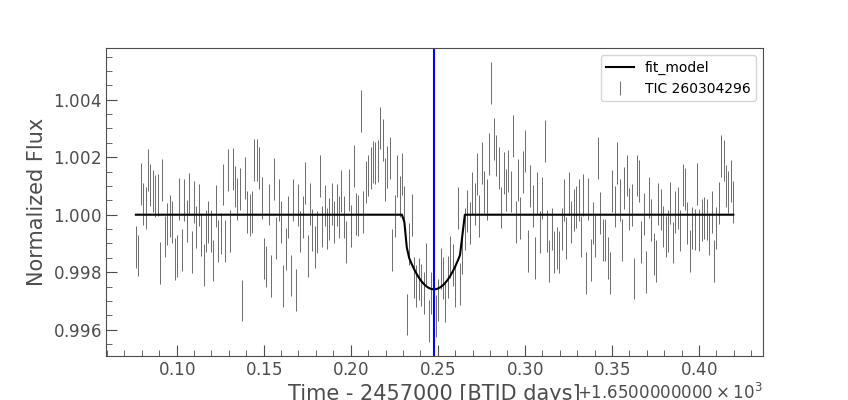 fit_model
TIC 260304296
Normalized Flux
1.004
1.002
1.000
0.998
0.996
0.10
0.15
0.20
0.25
0.30
0.35
0.40
Time - 2457000 [BTJD days]
+1.6500000000 × 10³